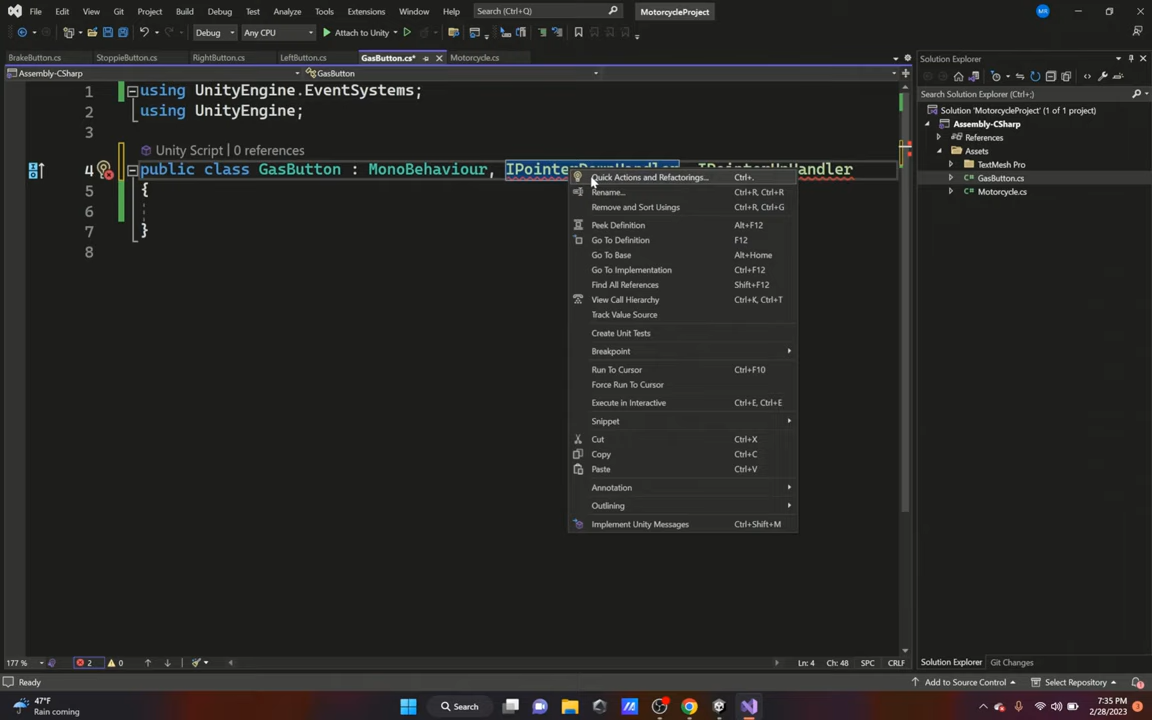 File Edit View Git Project Build Debug Test Analyze Tools Extensions Window Help Search (Ctrl+Q) MotorcycleProject MR
Debug Any CPU Attach to Unity
BrakeButton.cs StoppieButton.cs RightButton.cs LeftButton.cs GasButton.cs* Motorcycle.cs
Assembly-CSharp GasButton
1 using UnityEngine.EventSystems;
2 using UnityEngine;
3
Unity Script | 0 references
4 public class GasButton : MonoBehaviour, IPointerDownHandler, IPointerUpHandler
5 {
6
7 }
8
Quick Actions and Refactorings... Ctrl+.
Rename... Ctrl+R, Ctrl+R
Remove and Sort Usings Ctrl+R, Ctrl+G
Peek Definition Alt+F12
Go To Definition F12
Go To Base Alt+Home
Go To Implementation Ctrl+F12
Find All References Shift+F12
View Call Hierarchy Ctrl+K, Ctrl+T
Track Value Source
Create Unit Tests
Breakpoint
Run To Cursor Ctrl+F10
Force Run To Cursor
Execute in Interactive Ctrl+E, Ctrl+E
Snippet
Cut Ctrl+X
Copy Ctrl+C
Paste Ctrl+V
Annotation
Outlining
Implement Unity Messages Ctrl+Shift+M
Solution Explorer
Search Solution Explorer (Ctrl+;)
Solution 'MotorcycleProject' (1 of 1 project)
Assembly-CSharp
References
Assets
TextMesh Pro
GasButton.cs
Motorcycle.cs
177 % 2 0 Ln: 4 Ch: 48 SPC CRLF
Solution Explorer Git Changes
Ready Add to Source Control Select Repository
47°F
Rain coming
Search
7:35 PM
2/28/2023